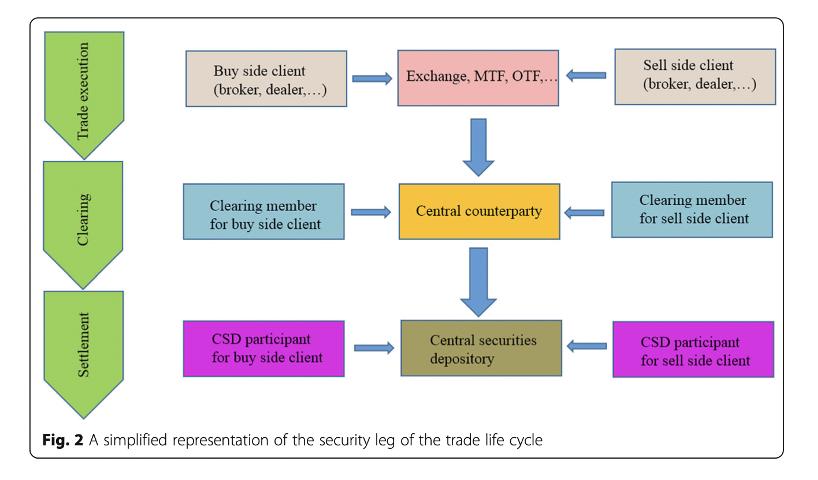 Trade execution
Buy side client
(broker, dealer,…)
Exchange, MTF, OTF,…
Sell side client
(broker, dealer,…)
Clearing
Clearing member
for buy side client
Central counterparty
Clearing member
for sell side client
Settlement
CSD participant
for buy side client
Central securities
depository
CSD participant
for sell side client
Fig. 2 A simplified representation of the security leg of the trade life cycle